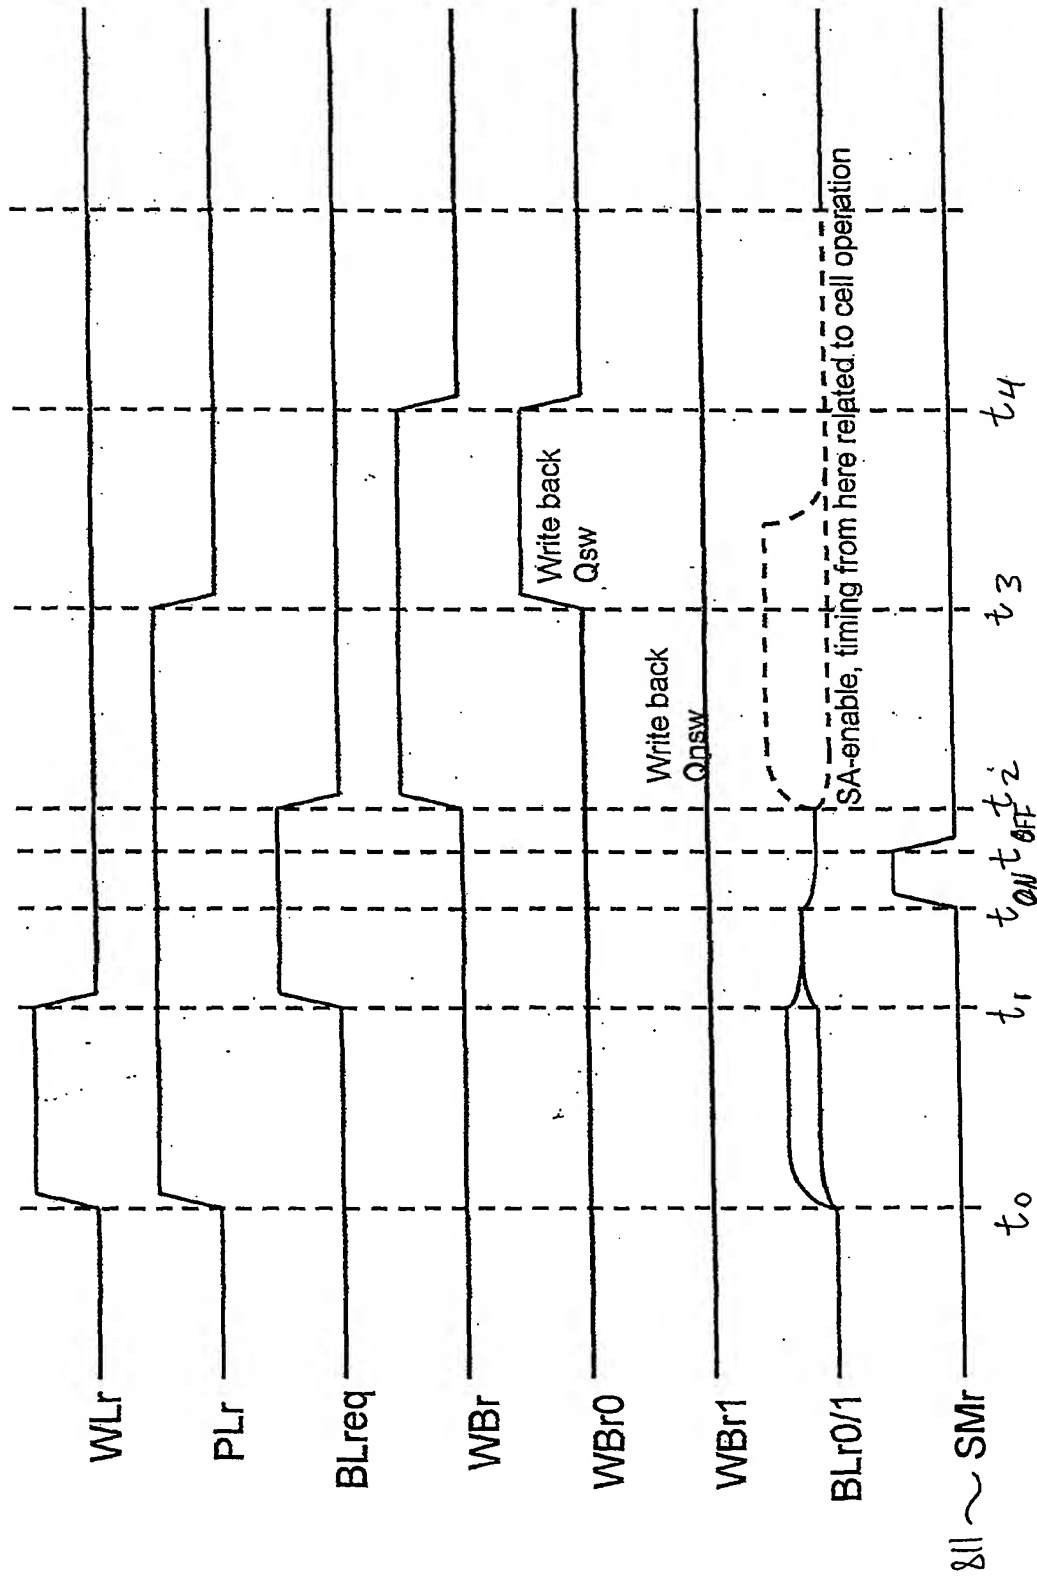 WLr
PLr
BLreq
WBr
WBr0
Write back
Qsw
WBr1
Write back
Qnsw
BLr0/1
SA-enable, timing from here related to cell operation
811 ~ SMr
t0
t1
tON
tOFF
t2
t3
t4